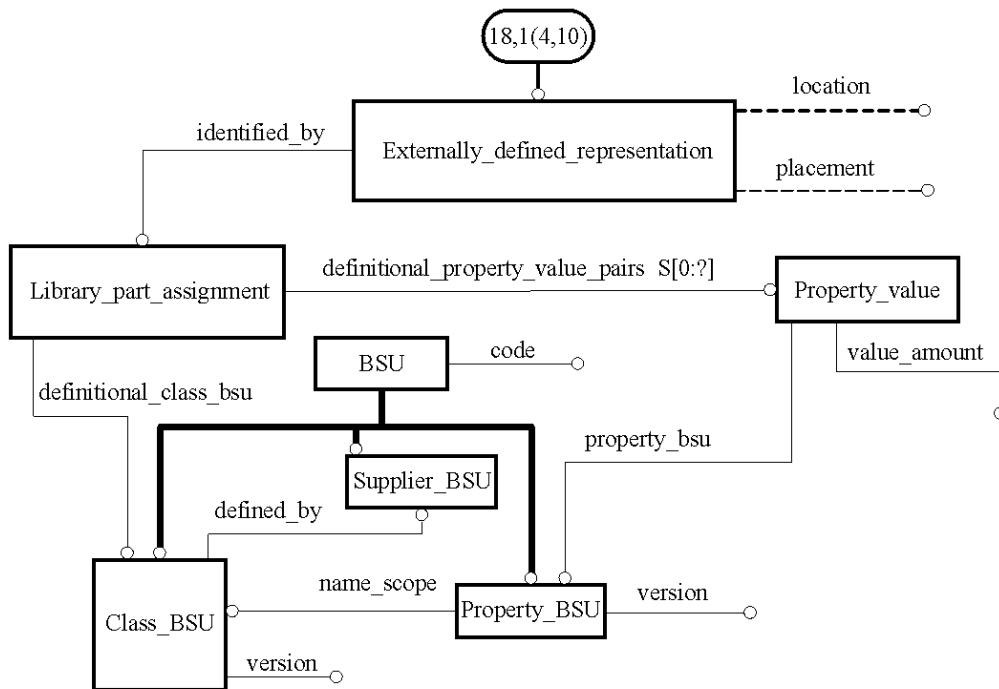 18,1(4,10)
location
identified_by
Externally_defined_representation
placement
definitional_property_value_pairs S[0:?]
Library_part_assignment
Property_value
code
BSU
value_amount
definitional_class_bsu
property_bsu
Supplier_BSU
defined_by
name_scope
version
Property_BSU
Class_BSU
version